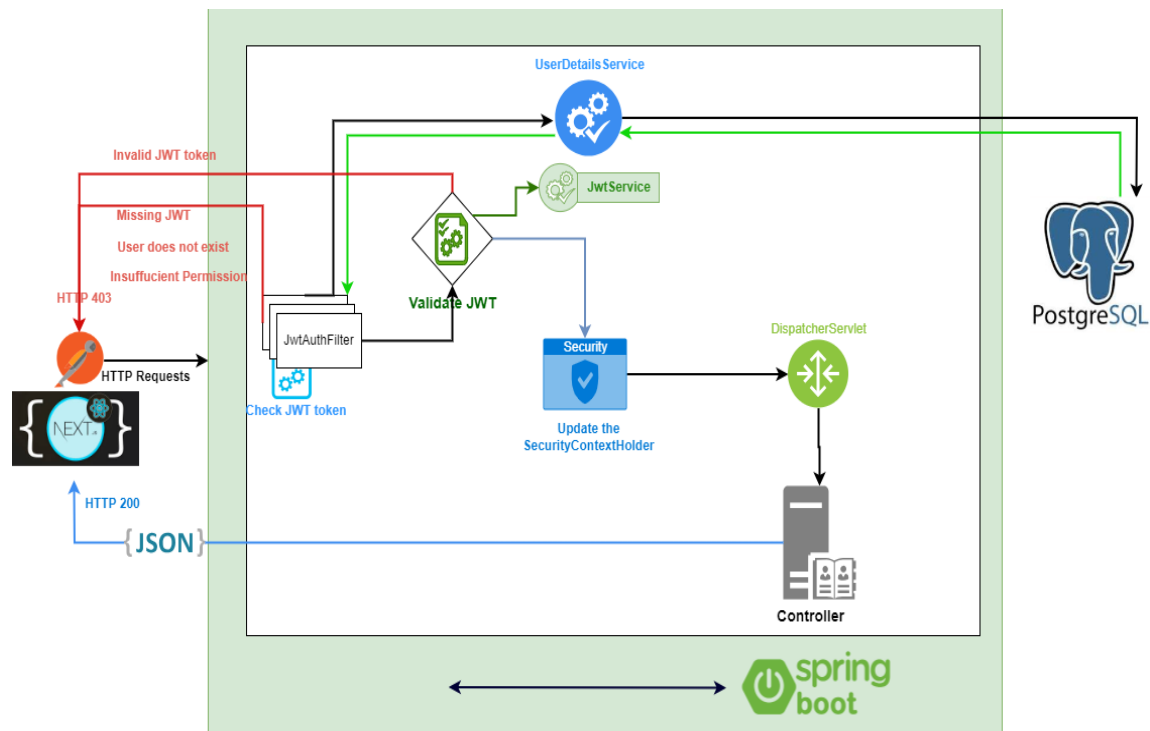 UserDetailsService
Invalid JWT token
JwtService
Missing JWT
User does not exist
Insuffucient Permission
HTTP 403
Validate JWT
PostgreSQL
JwtAuthFilter
DispatcherServlet
Security
HTTP Requests
Check JWT token
{ NEXT.js }
Update the
SecurityContextHolder
HTTP 200
{JSON}
Controller
spring
boot